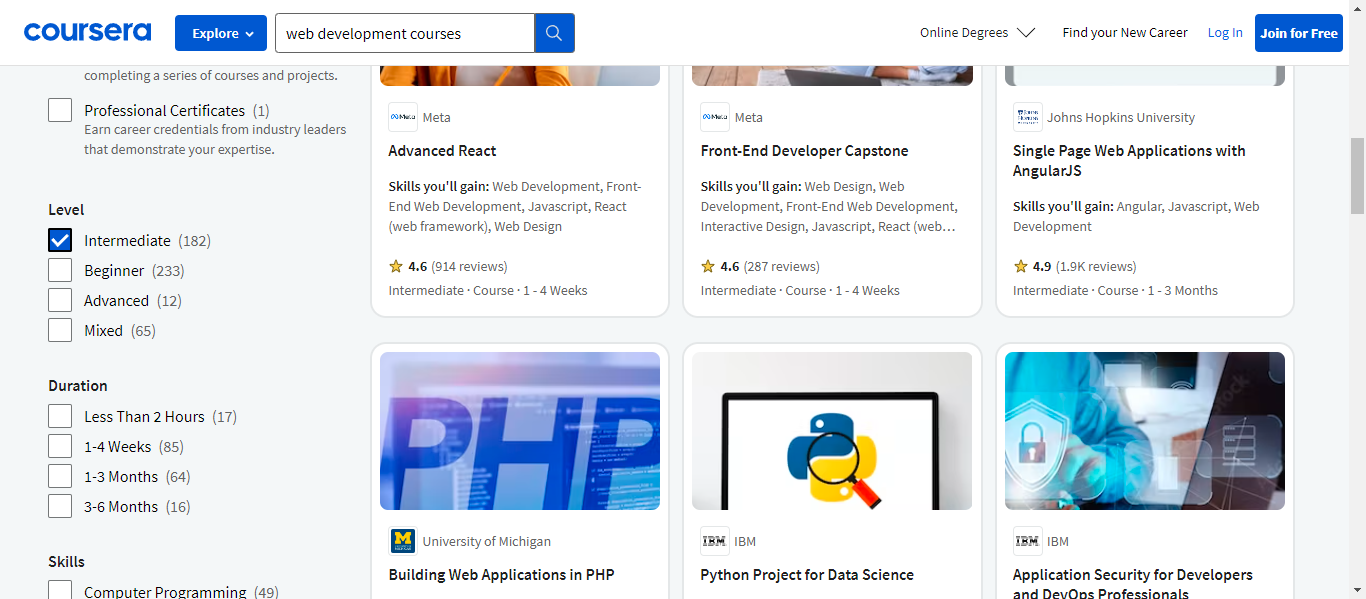 coursera
Explore
web development courses
Online Degrees
Find your New Career
Log In
Join for Free
completing a series of courses and projects.
Professional Certificates (1)
Earn career credentials from industry leaders
that demonstrate your expertise.
Level
Intermediate (182)
Beginner (233)
Advanced (12)
Mixed (65)
Duration
Less Than 2 Hours (17)
1-4 Weeks (85)
1-3 Months (64)
3-6 Months (16)
Skills
Computer Programming (49)
Meta
Meta
Advanced React
Skills you'll gain: Web Development, Front-
End Web Development, Javascript, React
(web framework), Web Design
4.6 (914 reviews)
Intermediate · Course · 1 - 4 Weeks
Meta
Meta
Front-End Developer Capstone
Skills you'll gain: Web Design, Web
Development, Front-End Web Development,
Interactive Design, Javascript, React (web…
4.6 (287 reviews)
Intermediate · Course · 1 - 4 Weeks
Johns Hopkins University
Single Page Web Applications with
AngularJS
Skills you'll gain: Angular, Javascript, Web
Development
4.9 (1.9K reviews)
Intermediate · Course · 1 - 3 Months
PHP
M
University of Michigan
Building Web Applications in PHP
IBM
IBM
Python Project for Data Science
IBM
IBM
Application Security for Developers
and DevOps Professionals